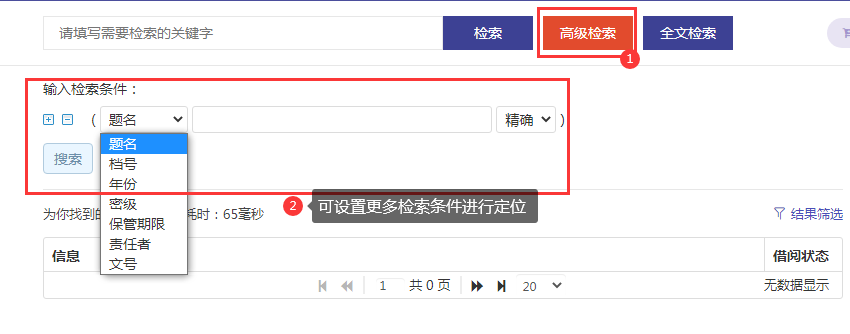 请填写需要检索的关键字
检索
高级检索
全文检索
1
输入检索条件：
( 题名 精确 )
搜索
题名
档号
年份
密级
保管期限
责任者
文号
为你找到的
耗时：65毫秒
2
可设置更多检索条件进行定位
结果筛选
信息
借阅状态
1 共 0 页 20
无数据显示